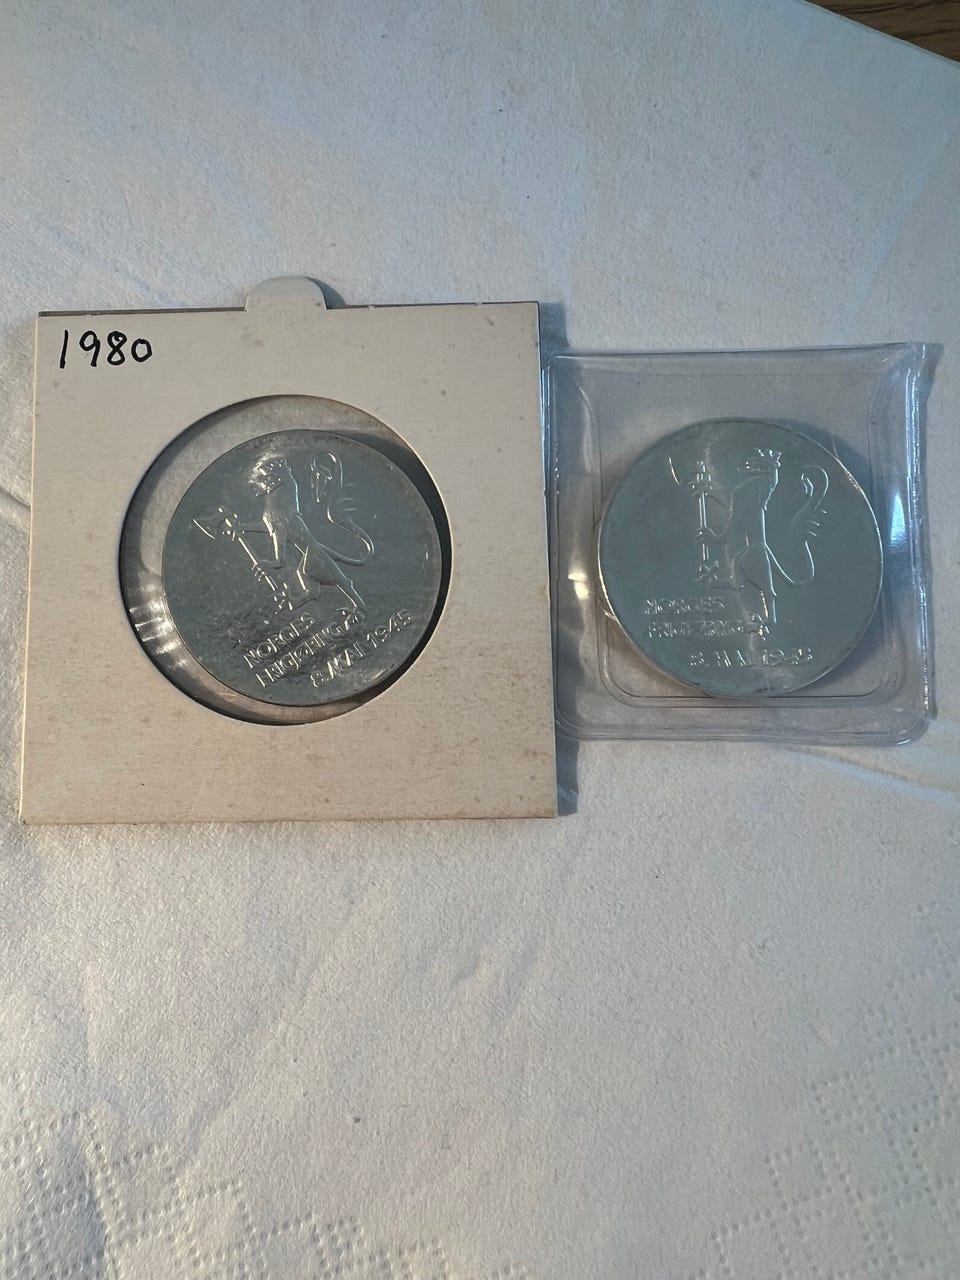 1980
NORGES
FRIGJØRING
8. MAI 1945
NORGES
FRIGJØRING
8. MAI 1945